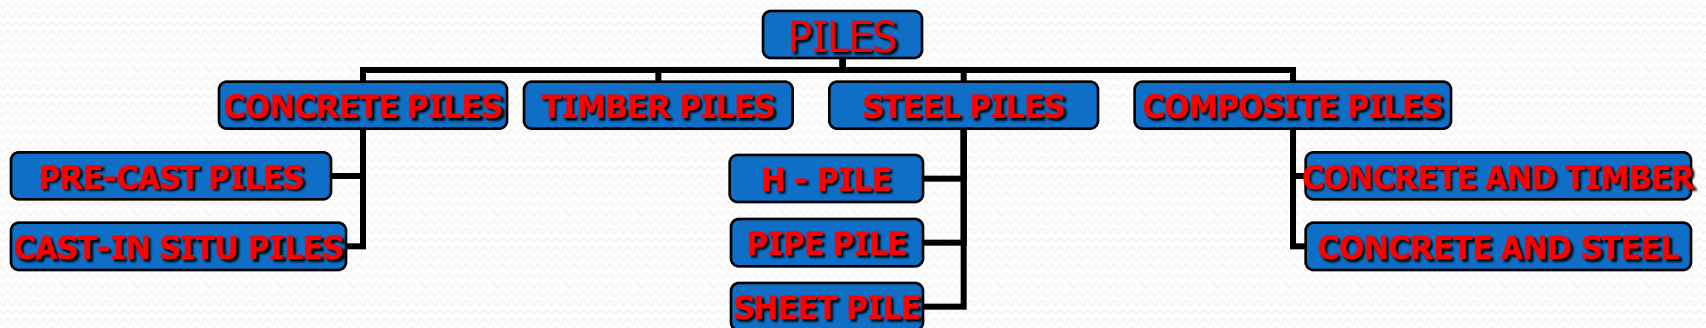 PILES
CONCRETE PILES
TIMBER PILES
STEEL PILES
COMPOSITE PILES
PRE-CAST PILES
CAST-IN SITU PILES
H - PILE
PIPE PILE
SHEET PILE
CONCRETE AND TIMBER
CONCRETE AND STEEL